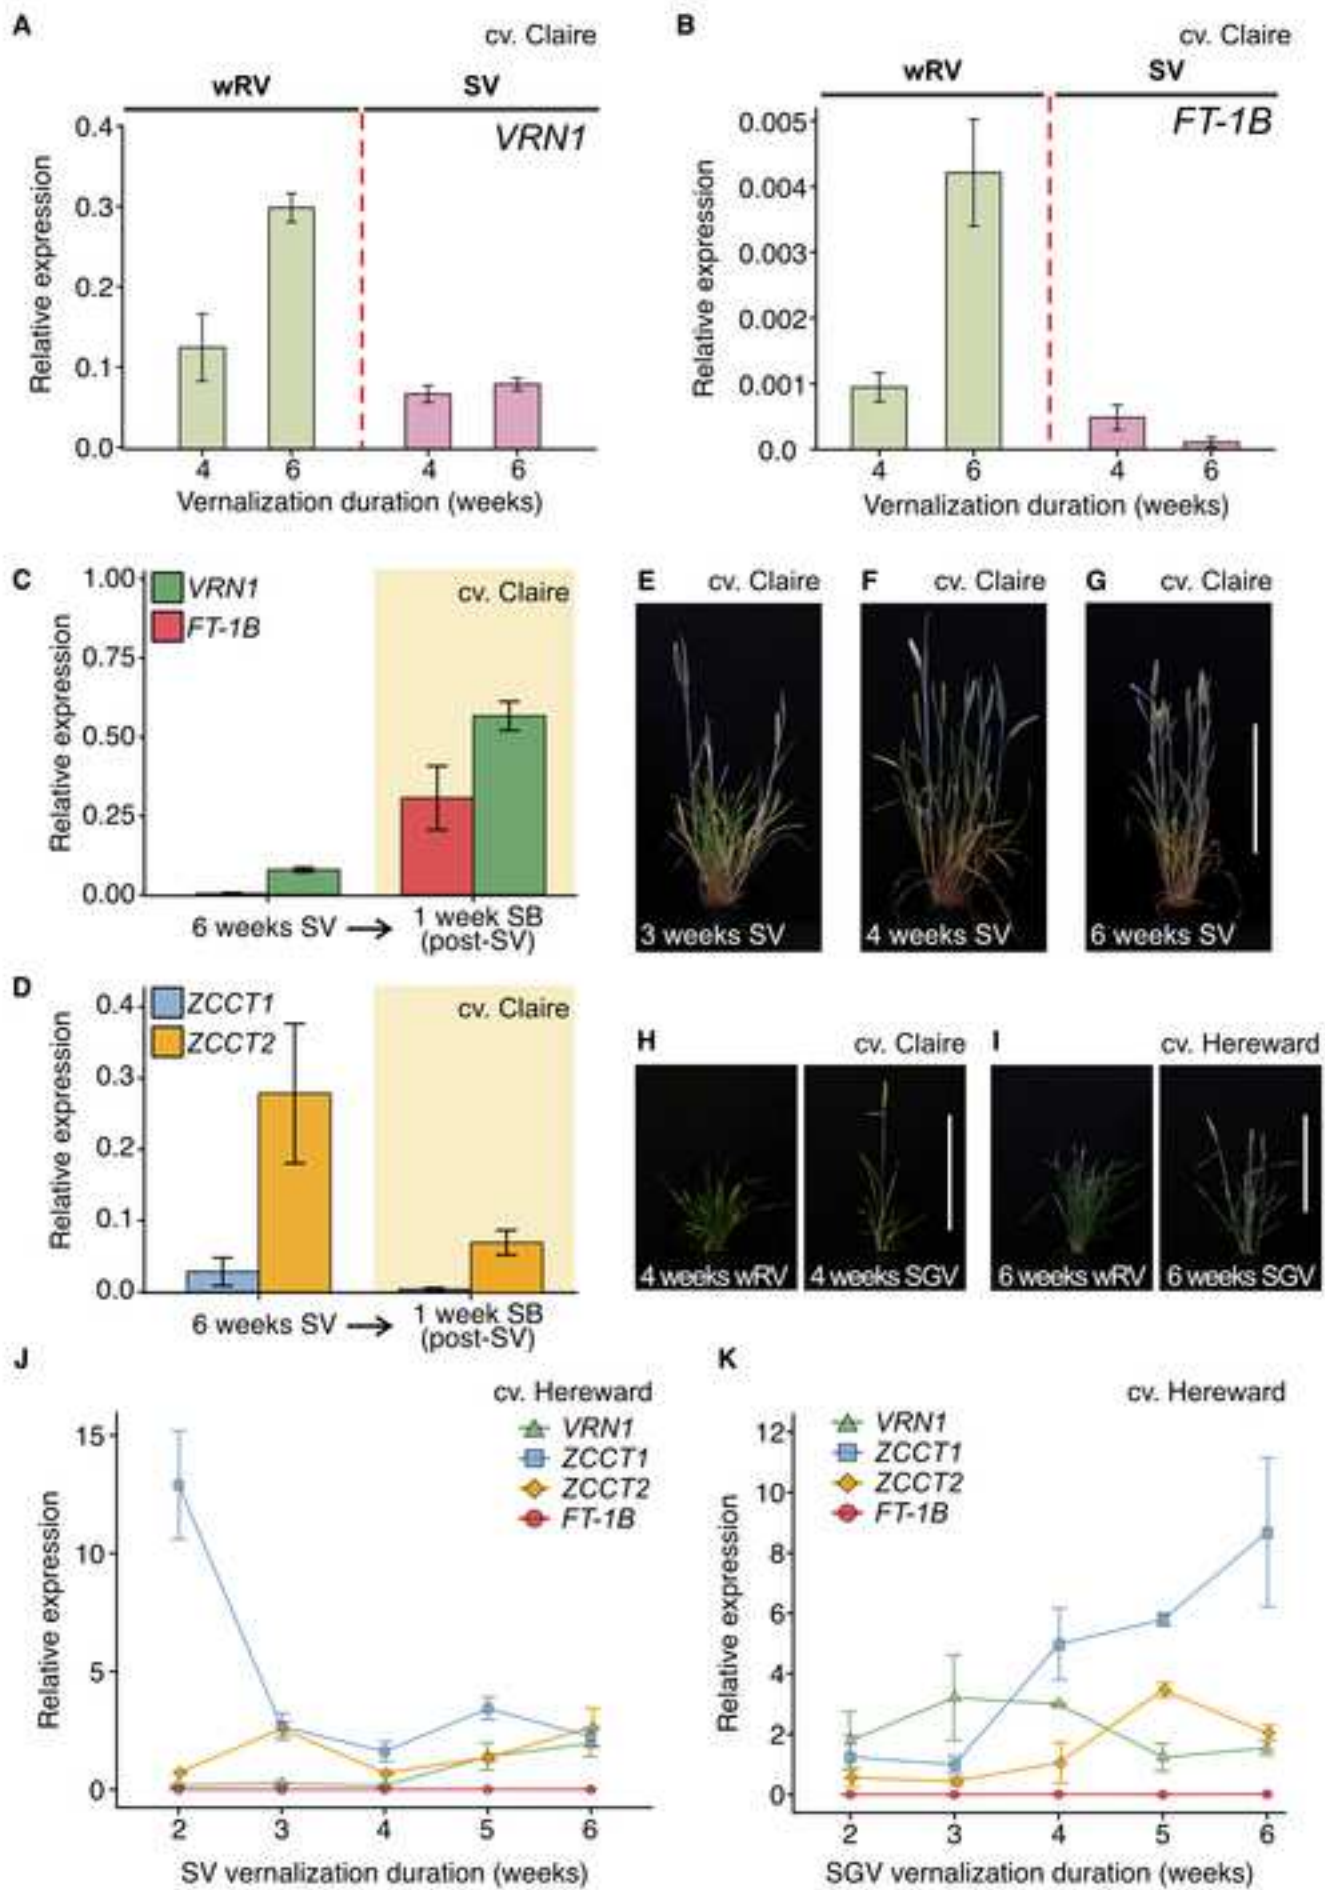 A
cv. Claire
wRV SV
VRN1
Relative expression
0.4
0.3
0.2
0.1
0.0
4 6 4 6
Vernalization duration (weeks)
B
cv. Claire
wRV SV
FT-1B
Relative expression
0.005
0.004
0.003
0.002
0.001
0.0
4 6 4 6
Vernalization duration (weeks)
C
cv. Claire
VRN1
FT-1B
Relative expression
1.00
0.75
0.50
0.25
0.00
6 weeks SV → 1 week SB
(post-SV)
D
cv. Claire
ZCCT1
ZCCT2
Relative expression
0.4
0.3
0.2
0.1
0.0
6 weeks SV → 1 week SB
(post-SV)
E cv. Claire
3 weeks SV
F cv. Claire
4 weeks SV
G cv. Claire
6 weeks SV
H cv. Claire
4 weeks wRV
4 weeks SGV
I cv. Hereward
6 weeks wRV
6 weeks SGV
J
cv. Hereward
VRN1
ZCCT1
ZCCT2
FT-1B
Relative expression
15
10
5
0
2 3 4 5 6
SV vernalization duration (weeks)
K
cv. Hereward
VRN1
ZCCT1
ZCCT2
FT-1B
Relative expression
12
10
8
6
4
2
0
2 3 4 5 6
SGV vernalization duration (weeks)